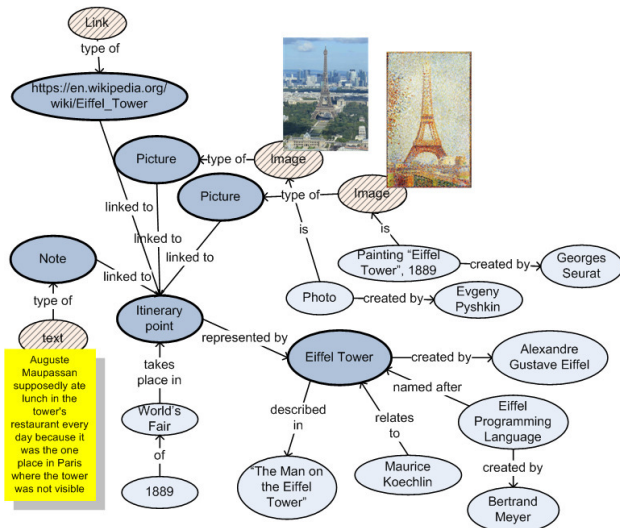 Link
type of
https://en.wikipedia.org/
wiki/Eiffel_Tower
Picture
type of
Image
Picture
type of
Image
linked to
linked to
linked to
is
is
Note
linked to
Painting "Eiffel
Tower", 1889
created by
Georges
Seurat
type of
Photo
created by
Evgeny
Pyshkin
Itinerary
point
text
represented by
Auguste
Maupassan
supposedly ate
lunch in the
tower's
restaurant every
day because it
was the one
place in Paris
where the tower
was not visible
takes
place in
Eiffel Tower
created by
Alexandre
Gustave Eiffel
named after
World's
Fair
described
in
relates
to
Eiffel
Programming
Language
of
"The Man on
the Eiffel
Tower"
Maurice
Koechlin
created by
1889
Bertrand
Meyer